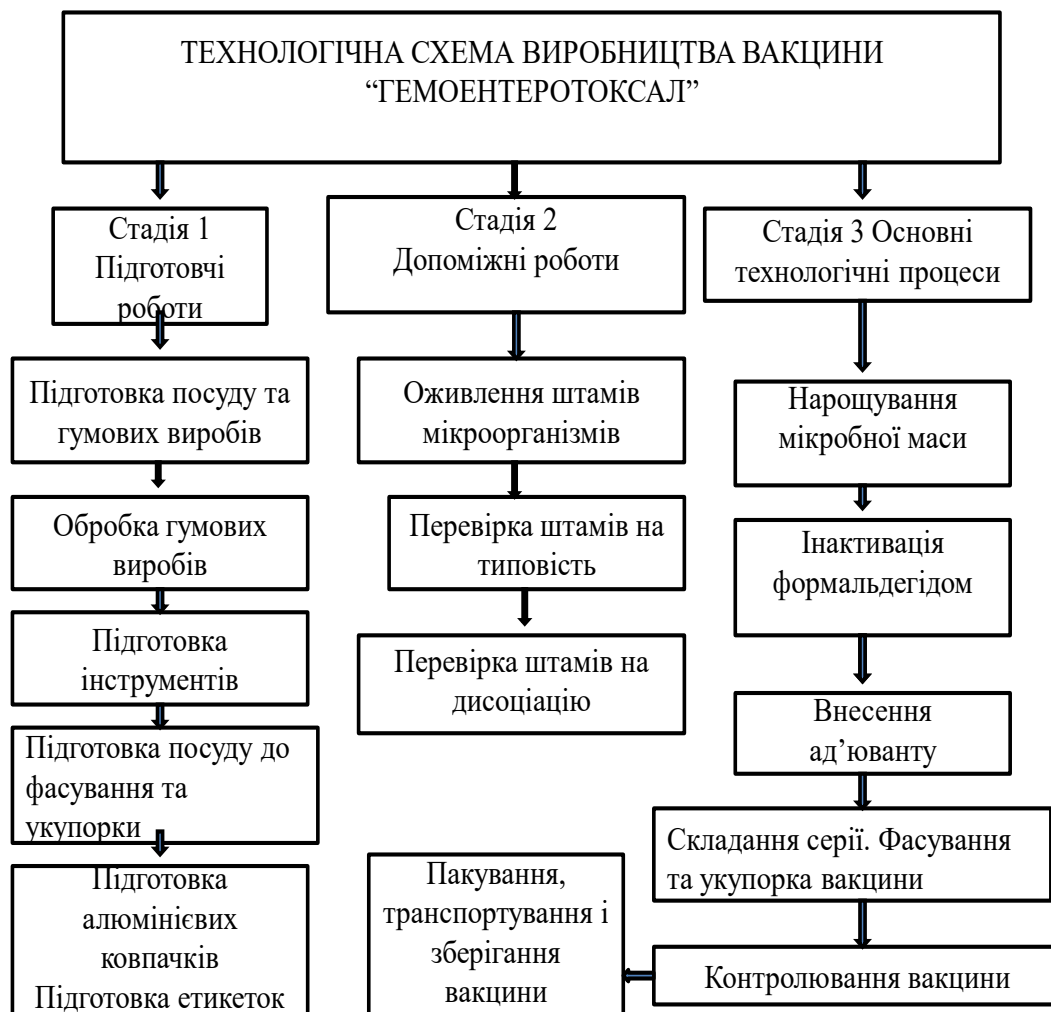 ТЕХНОЛОГІЧНА СХЕМА ВИРОБНИЦТВА ВАКЦИНИ
“ГЕМОЕНТЕРОТОКСАЛ”
Стадія 1
Підготовчі
роботи
Підготовка посуду та
гумових виробів
Обробка гумових
виробів
Підготовка
інструментів
Підготовка посуду до
фасування та
укупорки
Підготовка
алюмінієвих
ковпачків
Підготовка етикеток
Стадія 2
Допоміжні роботи
Оживлення штамів
мікроорганізмів
Перевірка штамів на
типовість
Перевірка штамів на
дисоціацію
Стадія 3 Основні
технологічні процеси
Нарощування
мікробної маси
Інактивація
формальдегідом
Внесення
ад’юванту
Складання серії. Фасування
та укупорка вакцини
Контролювання вакцини
Пакування,
транспортування і
зберігання
вакцини